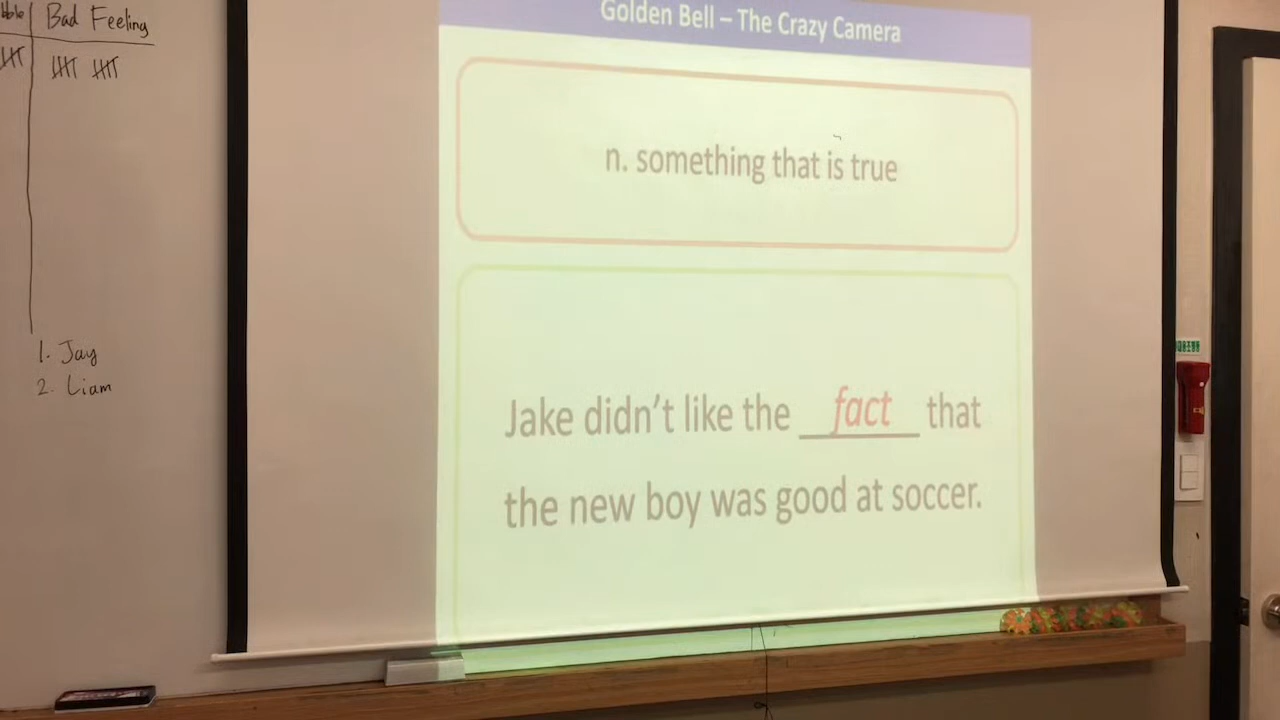 Bad Feeling
1. Jay
2. Liam
Golden Bell – The Crazy Camera
n. something that is true
Jake didn't like the fact that
the new boy was good at soccer.